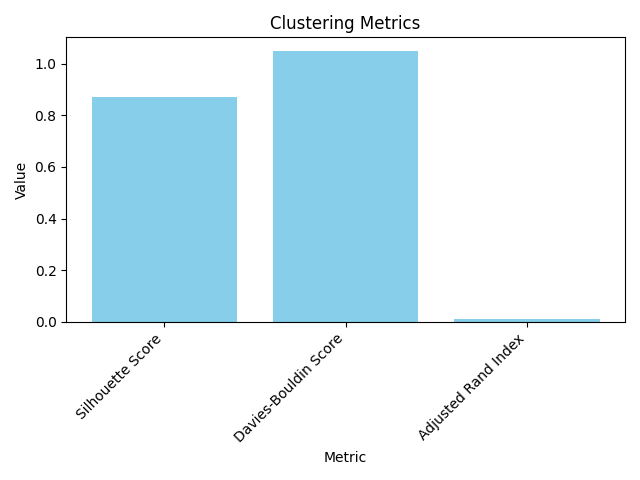 Clustering Metrics
1.0
0.8
0.6
0.4
0.2
0.0
Value
Silhouette Score
Davies-Bouldin Score
Adjusted Rand Index
Metric